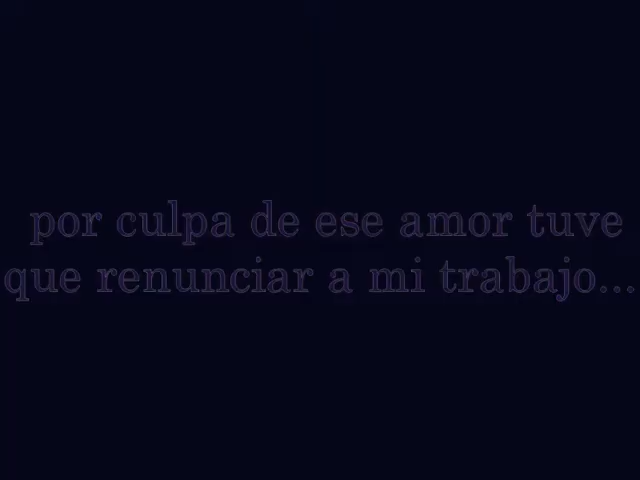 por culpa de ese amor tuve
que renunciar a mi trabajo...